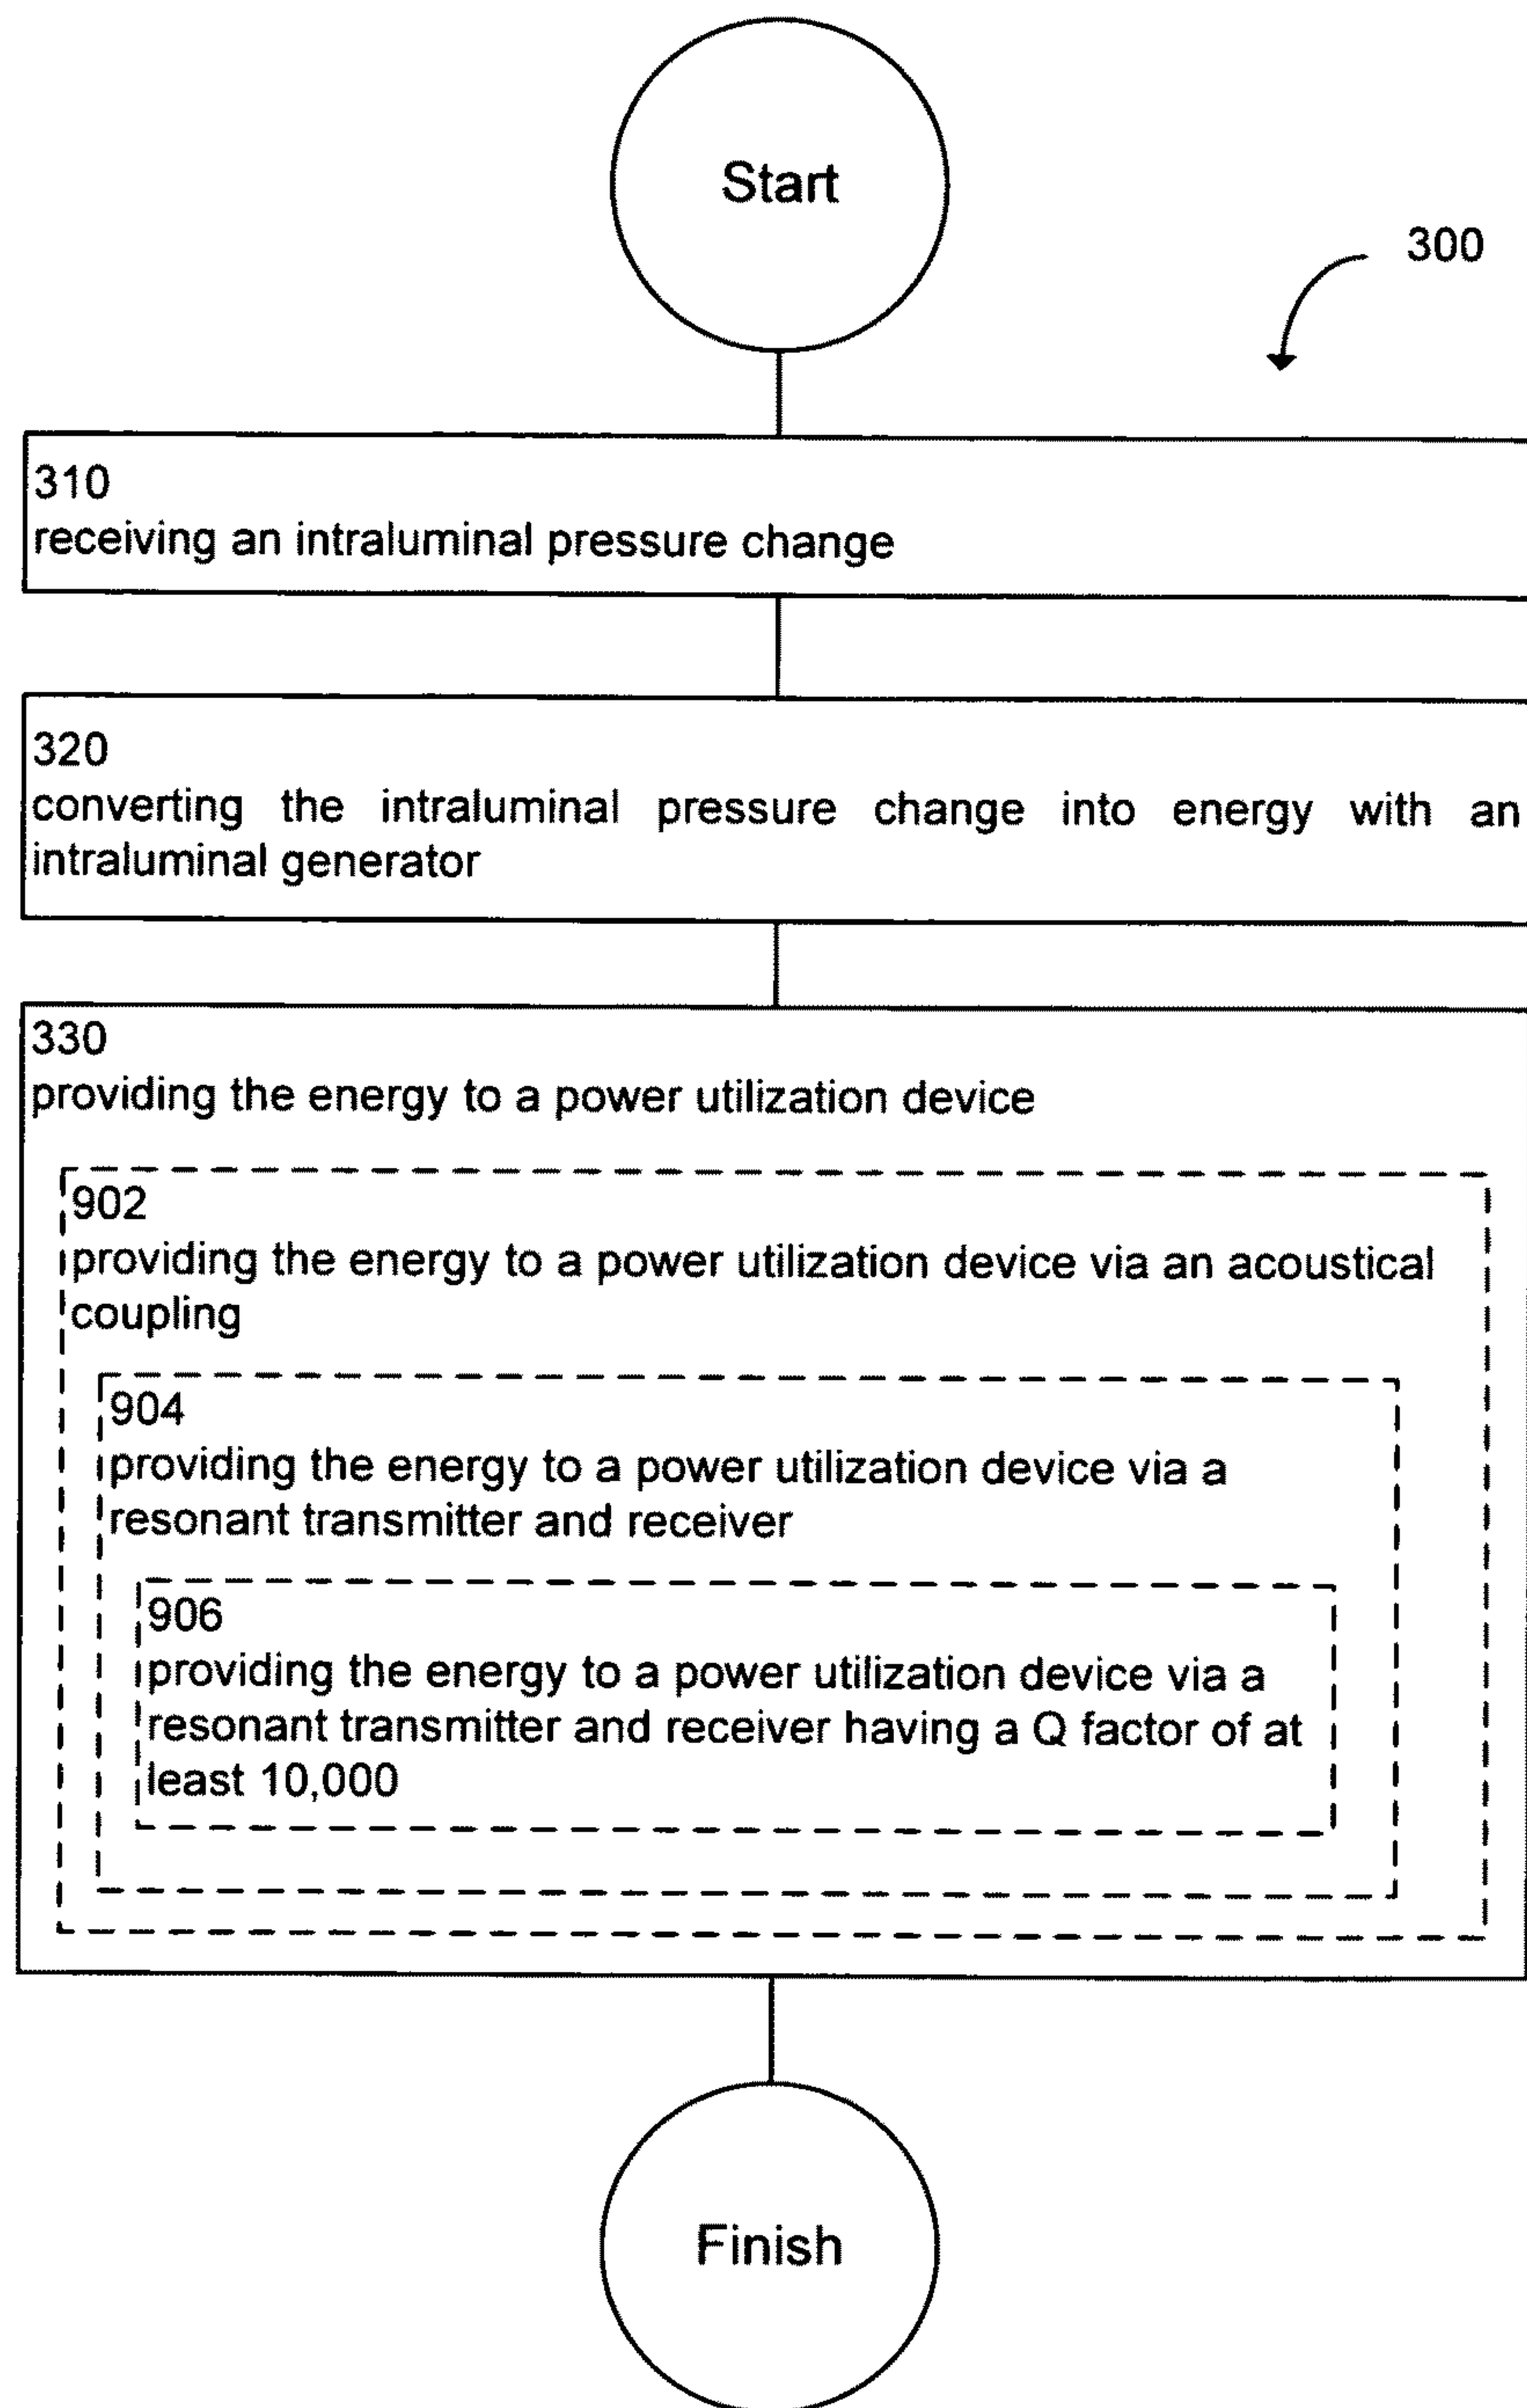 Start
300
310
receiving an intraluminal pressure change
320
converting the intraluminal pressure change into energy with an
intraluminal generator
330
providing the energy to a power utilization device
902
providing the energy to a power utilization device via an acoustical
coupling
904
providing the energy to a power utilization device via a
resonant transmitter and receiver
906
providing the energy to a power utilization device via a
resonant transmitter and receiver having a Q factor of at
least 10,000
Finish